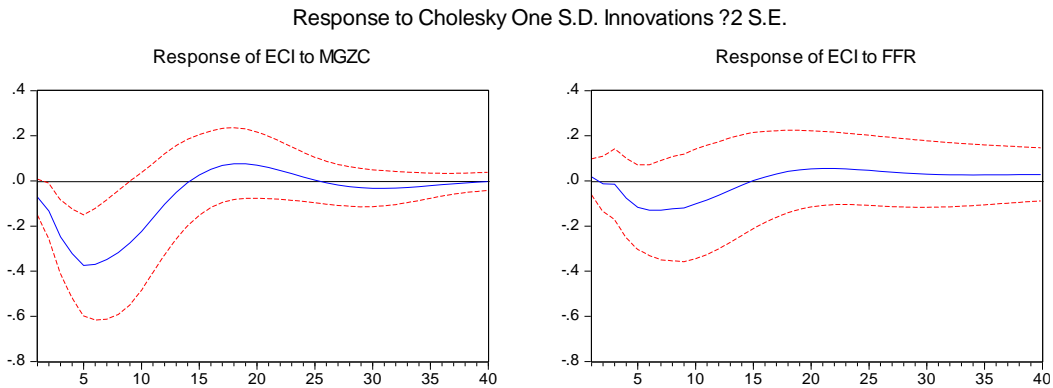 Response to Cholesky One S.D. Innovations ?2 S.E.
Response of ECI to MGZC
.4
.2
.0
-.2
-.4
-.6
-.8
5 10 15 20 25 30 35 40
Response of ECI to FFR
.4
.2
.0
-.2
-.4
-.6
-.8
5 10 15 20 25 30 35 40